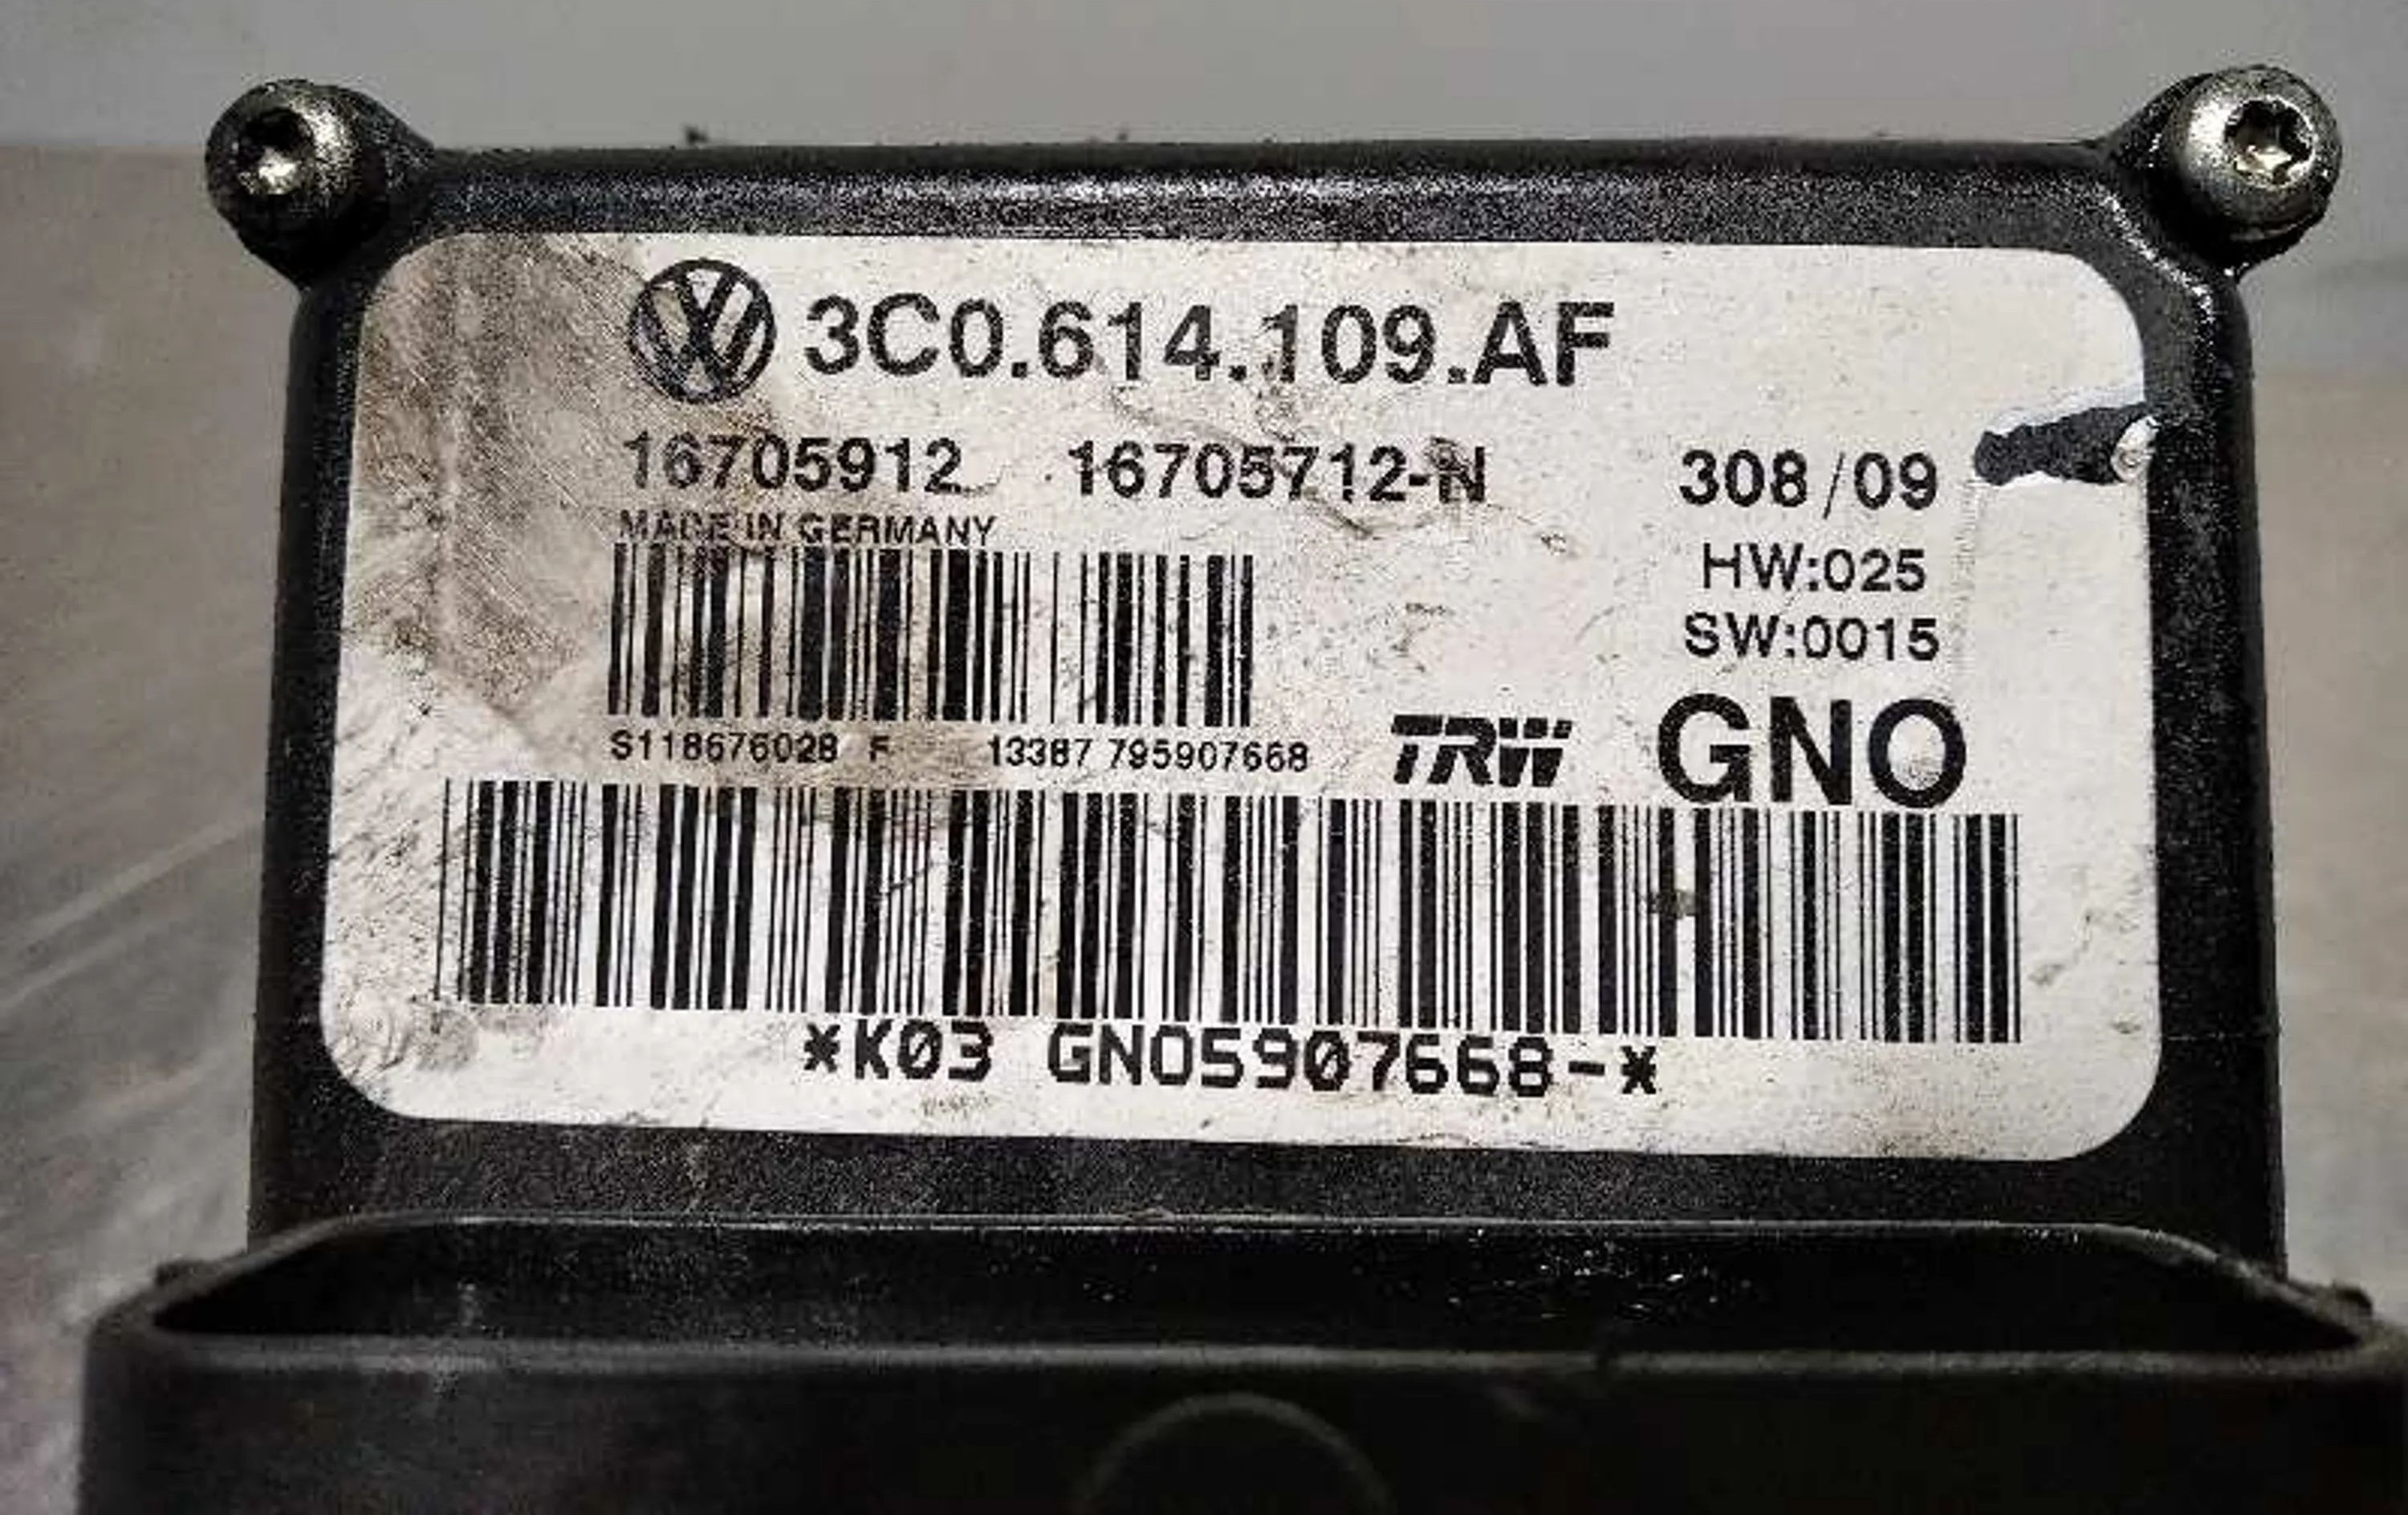 3C0.614.109.AF
16705912 16705712-N 308/09
MADE IN GERMANY
HW:025
SW:0015
S118676028 F 13387 795907668
TRW GNO
*K03 GNO5907668-*